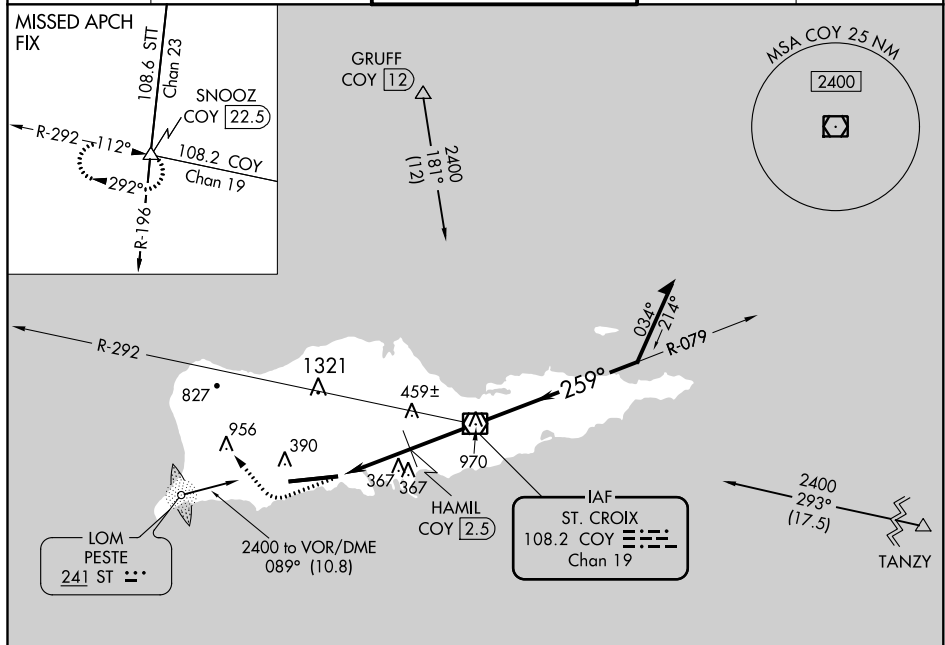 MISSED APCH
FIX
108.6 STT
Chan 23
SNOOZ
COY 22.5
R-292
112°
108.2 COY
Chan 19
292°
R-196
GRUFF
COY 12
2400
181°
(12)
MSA COY 25 NM
2400
034°
214°
R-079
R-292
259°
1321
827
459±
956
390
970
367
367
HAMIL
COY 2.5
IAF
ST. CROIX
108.2 COY
Chan 19
2400
293°
(17.5)
TANZY
LOM
PESTE
241 ST
2400 to VOR/DME
089° (10.8)